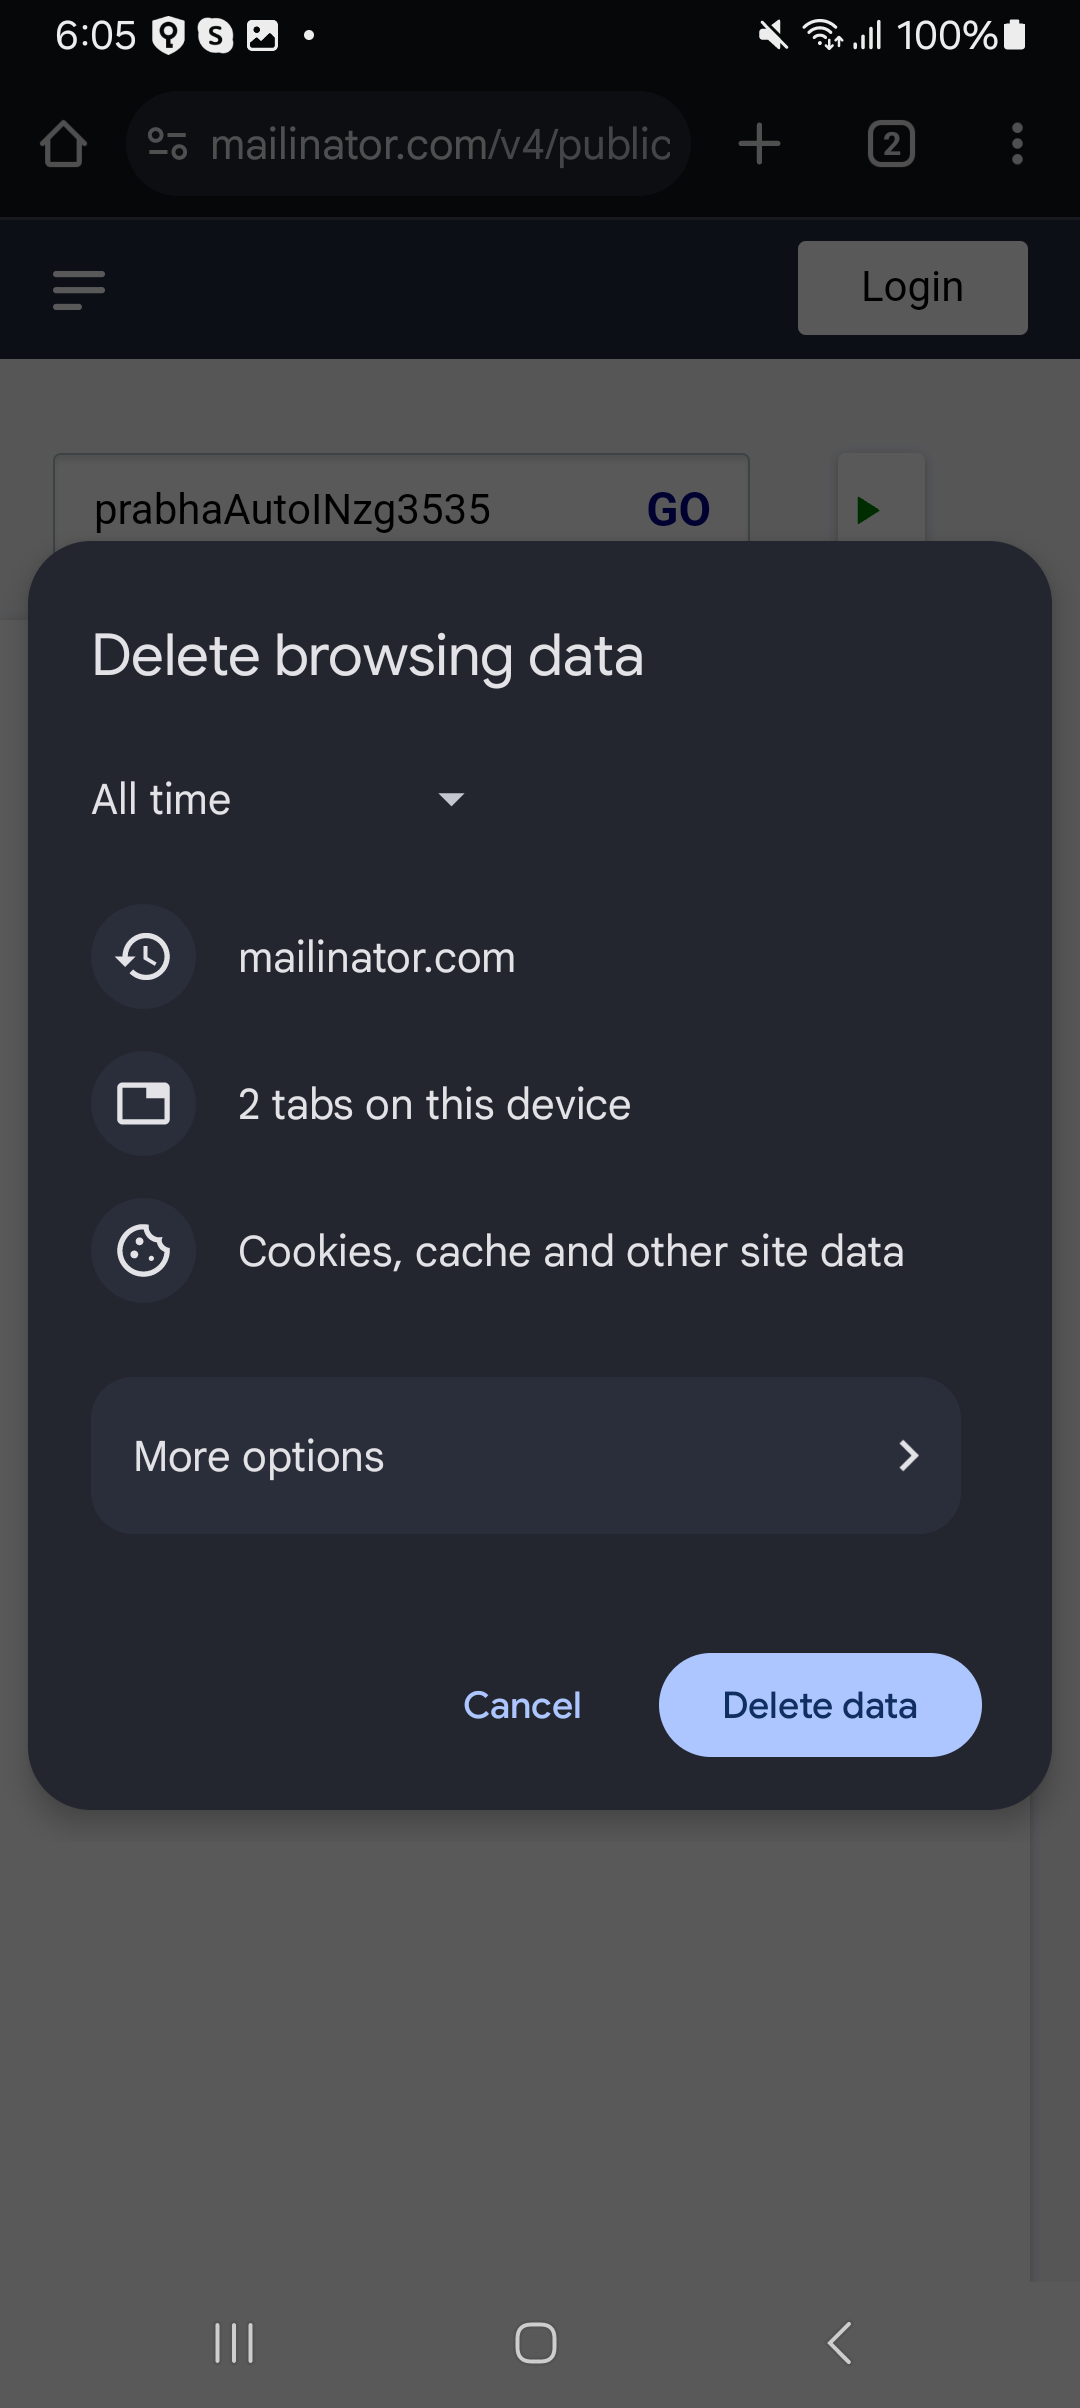 6:05 S 100%
mailinator.com/v4/public 2
Login
prabhaAutoINzg3535 GO
Delete browsing data
All time
mailinator.com
2 tabs on this device
Cookies, cache and other site data
More options
Cancel Delete data